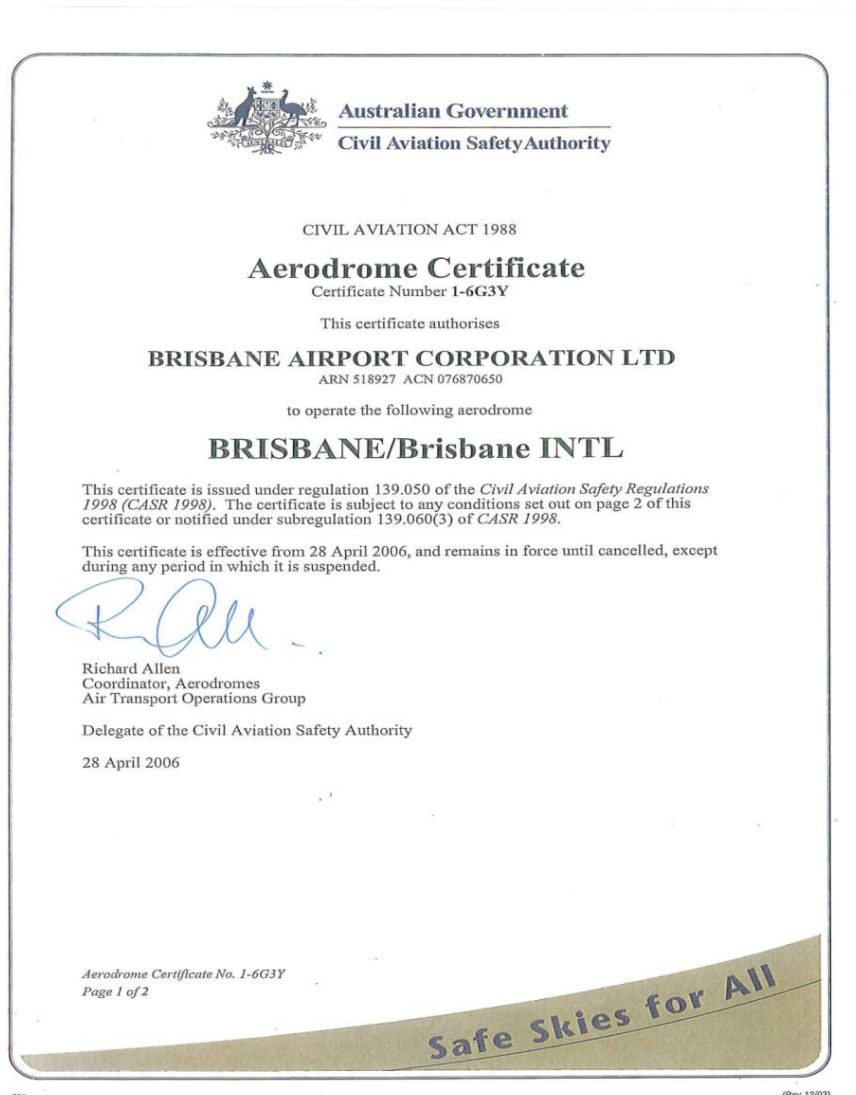 AUSTRALIA
Australian Government
Civil Aviation Safety Authority
CIVIL AVIATION ACT 1988
Aerodrome Certificate
Certificate Number 1-6G3Y
This certificate authorises
BRISBANE AIRPORT CORPORATION LTD
ARN 518927 ACN 076870650
to operate the following aerodrome
BRISBANE/Brisbane INTL
This certificate is issued under regulation 139.050 of the Civil Aviation Safety Regulations
1998 (CASR 1998). The certificate is subject to any conditions set out on page 2 of this
certificate or notified under subregulation 139.060(3) of CASR 1998.
This certificate is effective from 28 April 2006, and remains in force until cancelled, except
during any period in which it is suspended.
Richard Allen
Coordinator, Aerodromes
Air Transport Operations Group
Delegate of the Civil Aviation Safety Authority
28 April 2006
Aerodrome Certificate No. 1-6G3Y
Page 1 of 2
Safe Skies for All
(Rev 12/03)